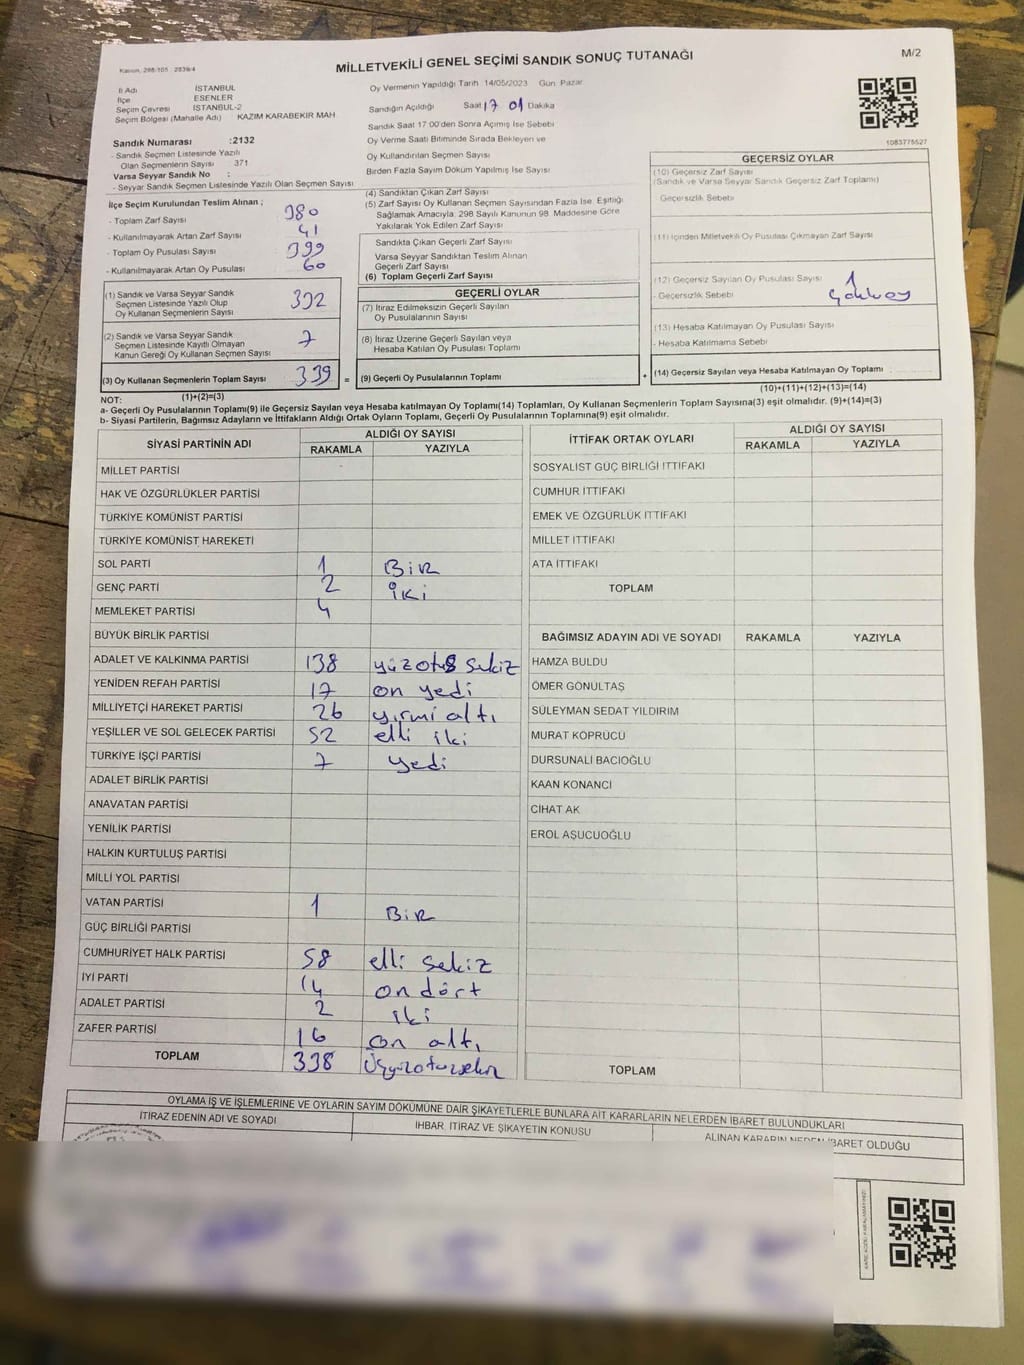 Kanun, 298-105 2839/4
MİLLETVEKİLİ GENEL SEÇİMİ SANDIK SONUÇ TUTANAĞI
M/2
İl Adı İSTANBUL
İlçe ESENLER
Seçim Çevresi İSTANBUL-2
Seçim Bölgesi (Mahalle Adı) : KAZIM KARABEKİR MAH
Sandık Numarası :2132
- Sandık Seçmen Listesinde Yazılı
Olan Seçmenlerin Sayısı 371
Varsa Seyyar Sandık No :
- Seyyar Sandık Seçmen Listesinde Yazılı Olan Seçmen Sayısı
Oy Vermenin Yapıldığı Tarih 14/05/2023 Gün Pazar
Sandığın Açıldığı Saat 17 01 Dakika
Sandık Saat 17:00'den Sonra Açılmış İse Sebebi
Oy Verme Saati Bitiminde Sırada Bekleyen ve
Oy Kullandırılan Seçmen Sayısı
Birden Fazla Sayım Döküm Yapılmış İse Sayısı
1083775527
İlçe Seçim Kurulundan Teslim Alınan ;
- Toplam Zarf Sayısı 380
- Kullanılmayarak Artan Zarf Sayısı 41
- Toplam Oy Pusulası Sayısı 399
- Kullanılmayarak Artan Oy Pusulası 60
(1) Sandık ve Varsa Seyyar Sandık
Seçmen Listesinde Yazılı Olup
Oy Kullanan Seçmenlerin Sayısı 332
(2) Sandık ve Varsa Seyyar Sandık
Seçmen Listesinde Kayıtlı Olmayan
Kanun Gereği Oy Kullanan Seçmen Sayısı 7
(3) Oy Kullanan Seçmenlerin Toplam Sayısı 339 =
(4) Sandıktan Çıkan Zarf Sayısı
(5) Zarf Sayısı Oy Kullanan Seçmen Sayısından Fazla İse, Eşitliği
Sağlamak Amacıyla; 298 Sayılı Kanunun 98. Maddesine Göre
Yakılarak Yok Edilen Zarf Sayısı
Sandıkta Çıkan Geçerli Zarf Sayısı
Varsa Seyyar Sandıktan Teslim Alınan
Geçerli Zarf Sayısı
(6) Toplam Geçerli Zarf Sayısı
GEÇERLİ OYLAR
(7) İtiraz Edilmeksizin Geçerli Sayılan
Oy Pusulalarının Sayısı
(8) İtiraz Üzerine Geçerli Sayılan veya
Hesaba Katılan Oy Pusulası Toplamı
(9) Geçerli Oy Pusulalarının Toplamı +
GEÇERSİZ OYLAR
(10) Geçersiz Zarf Sayısı
(Sandık ve Varsa Seyyar Sandık Geçersiz Zarf Toplamı)
Geçersizlik Sebebi
(11) İçinden Milletvekili Oy Pusulası Çıkmayan Zarf Sayısı
(12) Geçersiz Sayılan Oy Pusulası Sayısı 1
- Geçersizlik Sebebi
(13) Hesaba Katılmayan Oy Pusulası Sayısı
- Hesaba Katılmama Sebebi
(14) Geçersiz Sayılan veya Hesaba Katılmayan Oy Toplamı :
NOT: (1)+(2)=(3) (10)+(11)+(12)+(13)=(14)
a- Geçerli Oy Pusulalarının Toplamı(9) ile Geçersiz Sayılan veya Hesaba katılmayan Oy Toplamı(14) Toplamları, Oy Kullanan Seçmenlerin Toplam Sayısına(3) eşit olmalıdır. (9)+(14)=(3)
b- Siyasi Partilerin, Bağımsız Adayların ve İttifakların Aldığı Ortak Oyların Toplamı, Geçerli Oy Pusulalarının Toplamına(9) eşit olmalıdır.
SİYASİ PARTİNİN ADI ALDIĞI OY SAYISI
RAKAMLA YAZIYLA
MİLLET PARTİSİ
HAK VE ÖZGÜRLÜKLER PARTİSİ
TÜRKİYE KOMÜNİST PARTİSİ
TÜRKİYE KOMÜNİST HAREKETİ
SOL PARTİ 1 BİR
GENÇ PARTİ 2 iki
MEMLEKET PARTİSİ 4
BÜYÜK BİRLİK PARTİSİ
ADALET VE KALKINMA PARTİSİ 138 yüzotuz sekiz
YENİDEN REFAH PARTİSİ 17 on yedi
MİLLİYETÇİ HAREKET PARTİSİ 26 yirmi altı
YEŞİLLER VE SOL GELECEK PARTİSİ 52 elli iki
TÜRKİYE İŞÇİ PARTİSİ 7 yedi
ADALET BİRLİK PARTİSİ
ANAVATAN PARTİSİ
YENİLİK PARTİSİ
HALKIN KURTULUŞ PARTİSİ
MİLLİ YOL PARTİSİ
VATAN PARTİSİ 1 BİR
GÜÇ BİRLİĞİ PARTİSİ
CUMHURİYET HALK PARTİSİ 58 elli sekiz
İYİ PARTİ 14 on dört
ADALET PARTİSİ 2 iki
ZAFER PARTİSİ 16 on altı
TOPLAM 338 Üçyüzotuzsekiz
İTTİFAK ORTAK OYLARI ALDIĞI OY SAYISI
RAKAMLA YAZIYLA
SOSYALİST GÜÇ BİRLİĞİ İTTİFAKI
CUMHUR İTTİFAKI
EMEK VE ÖZGÜRLÜK İTTİFAKI
MİLLET İTTİFAKI
ATA İTTİFAKI
TOPLAM
BAĞIMSIZ ADAYIN ADI VE SOYADI RAKAMLA YAZIYLA
HAMZA BULDU
ÖMER GÖNÜLTAŞ
SÜLEYMAN SEDAT YILDIRIM
MURAT KÖPRÜCÜ
DURSUNALİ BACIOĞLU
KAAN KONANCİ
CİHAT AK
EROL AŞUCUOĞLU
TOPLAM
OYLAMA İŞ VE İŞLEMLERİNE VE OYLARIN SAYIM DÖKÜMÜNE DAİR ŞİKAYETLERLE BUNLARA AİT KARARLARIN NELERDEN İBARET BULUNDUKLARI
İTİRAZ EDENİN ADI VE SOYADI İHBAR, İTİRAZ VE ŞİKAYETİN KONUSU ALINAN KARARIN NEDEN İBARET OLDUĞU